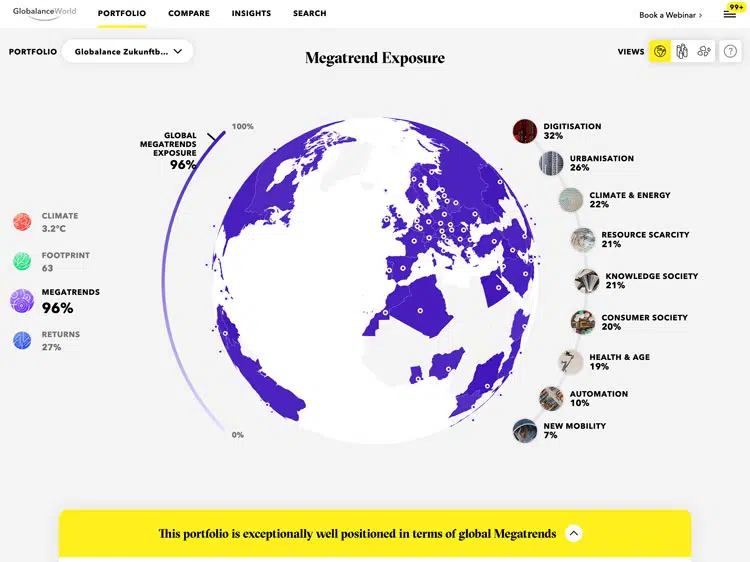 GlobalanceWorld
PORTFOLIO
COMPARE
INSIGHTS
SEARCH
Book a Webinar ›
99+
PORTFOLIO
Globalance Zukunftb...
Megatrend Exposure
VIEWS
?
GLOBAL
MEGATRENDS
EXPOSURE
96%
100%
0%
CLIMATE
3.2°C
FOOTPRINT
63
MEGATRENDS
96%
RETURNS
27%
DIGITISATION
32%
URBANISATION
26%
CLIMATE & ENERGY
22%
RESOURCE SCARCITY
21%
KNOWLEDGE SOCIETY
21%
CONSUMER SOCIETY
20%
HEALTH & AGE
19%
AUTOMATION
10%
NEW MOBILITY
7%
This portfolio is exceptionally well positioned in terms of global Megatrends